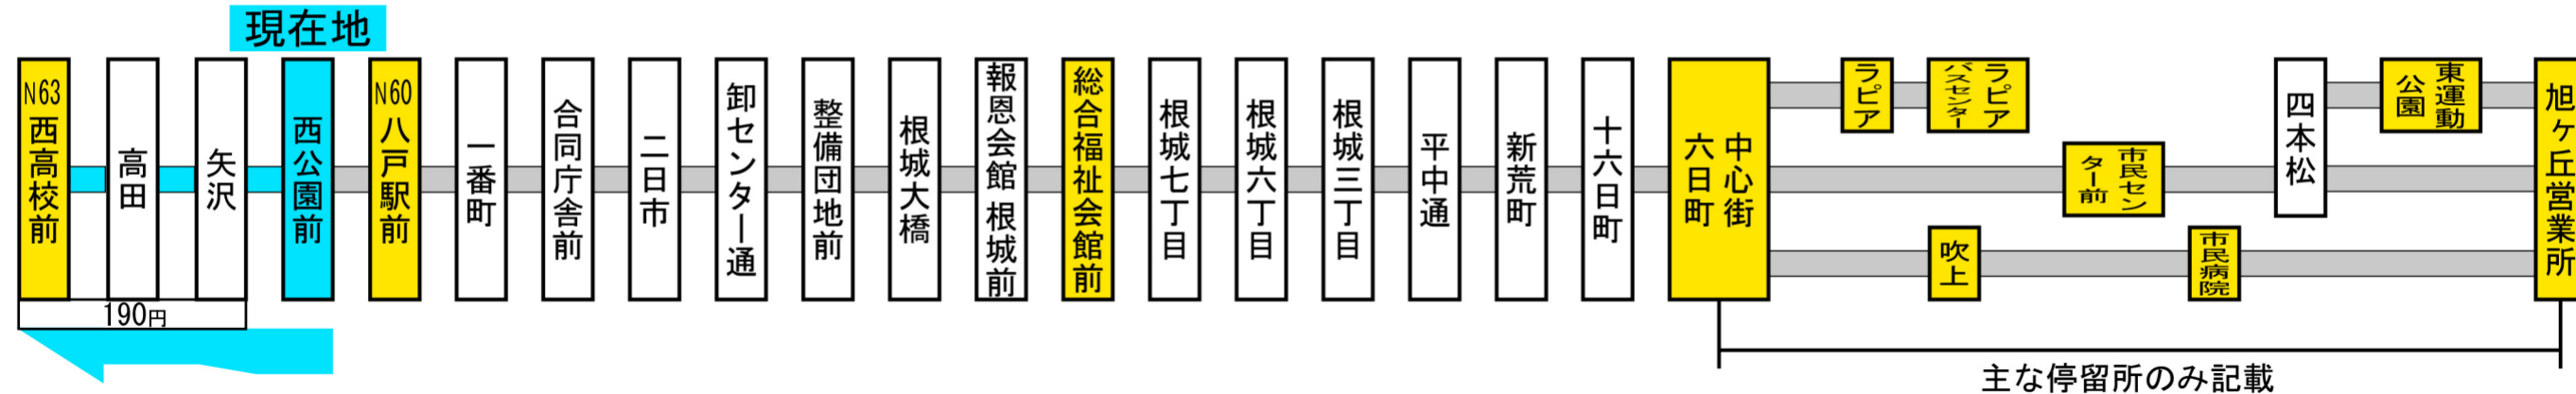 現在地
N63 西高校前
高田
矢沢
西公園前
N60 八戸駅前
一番町
合同庁舎前
二日市
卸センター通
整備団地前
根城大橋
報恩会館 根城前
総合福祉会館前
根城七丁目
根城六丁目
根城三丁目
平中通
新荒町
十六日町
中心街
六日町
ラピア
ラピア
バスセンター
市民セン
ター前
吹上
市民病院
四本松
東運動
公園
旭ヶ丘営業所
190円
主な停留所のみ記載